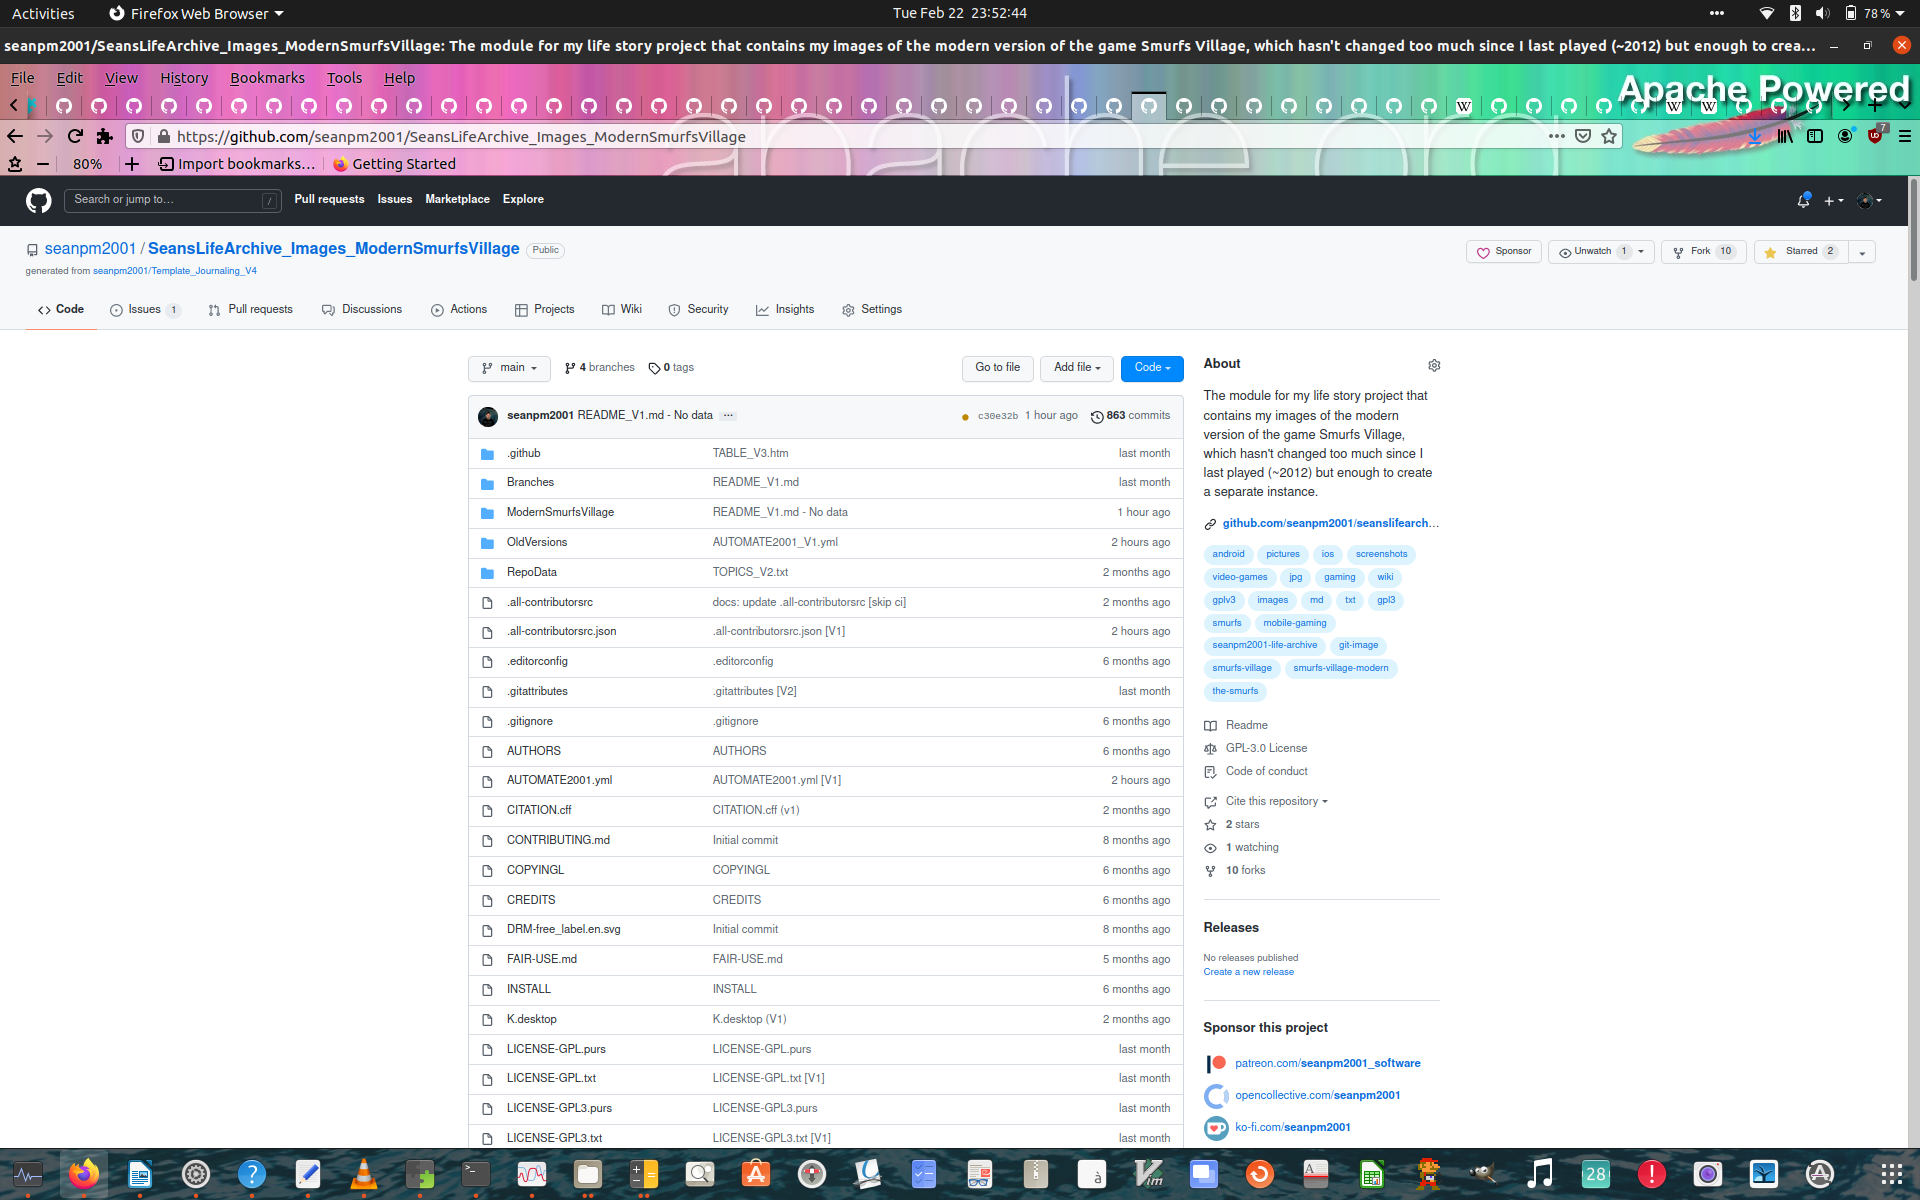 Activities
Firefox Web Browser
Tue Feb 22  23:52:44
78 %
seanpm2001/SeansLifeArchive_Images_ModernSmurfsVillage: The module for my life story project that contains my images of the modern version of the game Smurfs Village, which hasn't changed too much since I last played (~2012) but enough to crea…
File Edit View History Bookmarks Tools Help
Apache Powered
https://github.com/seanpm2001/SeansLifeArchive_Images_ModernSmurfsVillage
7
80%
Import bookmarks…
Getting Started
Search or jump to…
/
Pull requests Issues Marketplace Explore
seanpm2001 / SeansLifeArchive_Images_ModernSmurfsVillage Public
generated from seanpm2001/Template_Journaling_V4
Sponsor
Unwatch 1
Fork 10
Starred 2
Code
Issues 1
Pull requests
Discussions
Actions
Projects
Wiki
Security
Insights
Settings
main
4 branches
0 tags
Go to file
Add file
Code
seanpm2001 README_V1.md - No data ...
c30e32b 1 hour ago 863 commits
.github TABLE_V3.htm last month
Branches README_V1.md last month
ModernSmurfsVillage README_V1.md - No data 1 hour ago
OldVersions AUTOMATE2001_V1.yml 2 hours ago
RepoData TOPICS_V2.txt 2 months ago
.all-contributorsrc docs: update .all-contributorsrc [skip ci] 2 months ago
.all-contributorsrc.json .all-contributorsrc.json [V1] 2 hours ago
.editorconfig .editorconfig 6 months ago
.gitattributes .gitattributes [V2] last month
.gitignore .gitignore 6 months ago
AUTHORS AUTHORS 6 months ago
AUTOMATE2001.yml AUTOMATE2001.yml [V1] 2 hours ago
CITATION.cff CITATION.cff (v1) 2 months ago
CONTRIBUTING.md Initial commit 8 months ago
COPYINGL COPYINGL 6 months ago
CREDITS CREDITS 6 months ago
DRM-free_label.en.svg Initial commit 8 months ago
FAIR-USE.md FAIR-USE.md 5 months ago
INSTALL INSTALL 6 months ago
K.desktop K.desktop (V1) 2 months ago
LICENSE-GPL.purs LICENSE-GPL.purs last month
LICENSE-GPL.txt LICENSE-GPL.txt [V1] last month
LICENSE-GPL3.purs LICENSE-GPL3.purs last month
LICENSE-GPL3.txt LICENSE-GPL3.txt [V1] last month
About
The module for my life story project that
contains my images of the modern
version of the game Smurfs Village,
which hasn't changed too much since I
last played (~2012) but enough to create
a separate instance.
github.com/seanpm2001/seanslifearch…
android pictures ios screenshots
video-games jpg gaming wiki
gplv3 images md txt gpl3
smurfs mobile-gaming
seanpm2001-life-archive git-image
smurfs-village smurfs-village-modern
the-smurfs
Readme
GPL-3.0 License
Code of conduct
Cite this repository
2 stars
1 watching
10 forks
Releases
No releases published
Create a new release
Sponsor this project
patreon.com/seanpm2001_software
opencollective.com/seanpm2001
ko-fi.com/seanpm2001
28